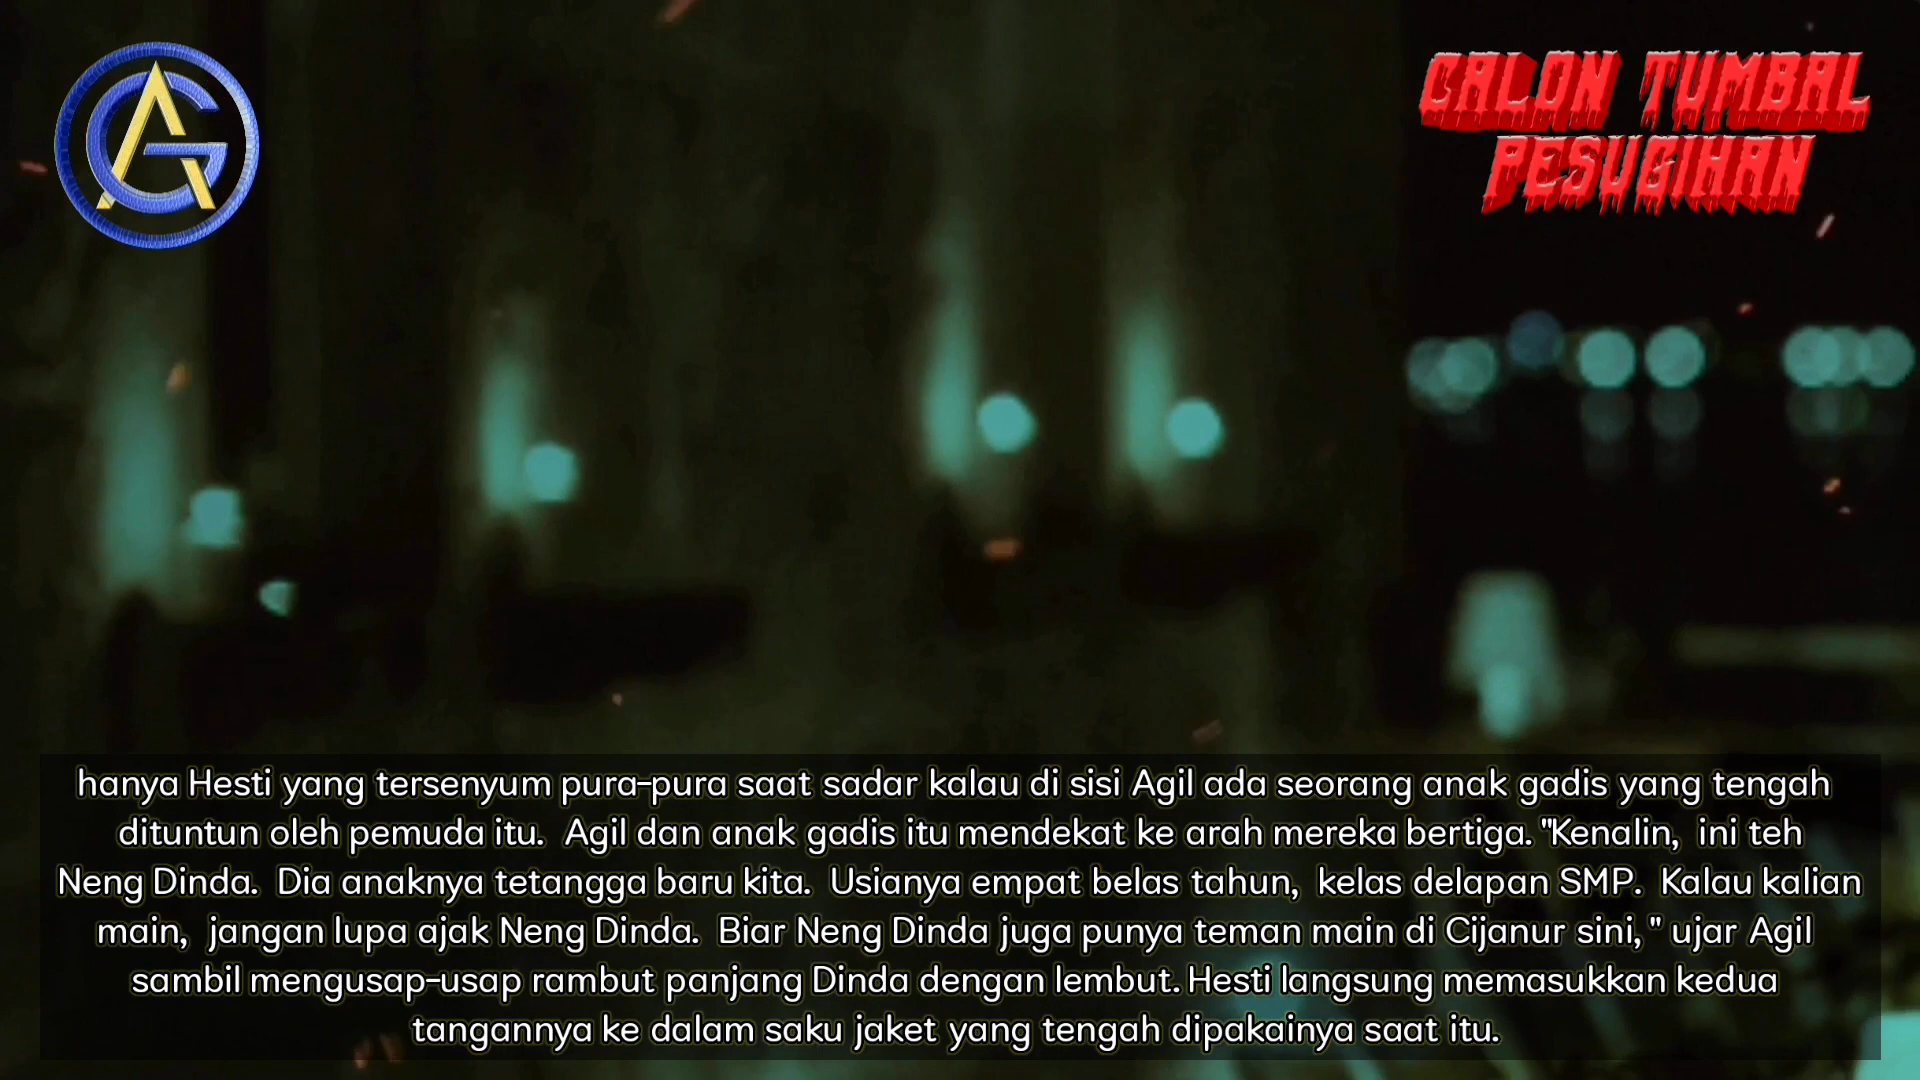 CALON TUMBAL
PESUGIHAN
hanya Hesti yang tersenyum pura-pura saat sadar kalau di sisi Agil ada seorang anak gadis yang tengah
dituntun oleh pemuda itu. Agil dan anak gadis itu mendekat ke arah mereka bertiga. "Kenalin, ini teh
Neng Dinda. Dia anaknya tetangga baru kita. Usianya empat belas tahun, kelas delapan SMP. Kalau kalian
main, jangan lupa ajak Neng Dinda. Biar Neng Dinda juga punya teman main di Cijanur sini," ujar Agil
sambil mengusap-usap rambut panjang Dinda dengan lembut. Hesti langsung memasukkan kedua
tangannya ke dalam saku jaket yang tengah dipakainya saat itu.